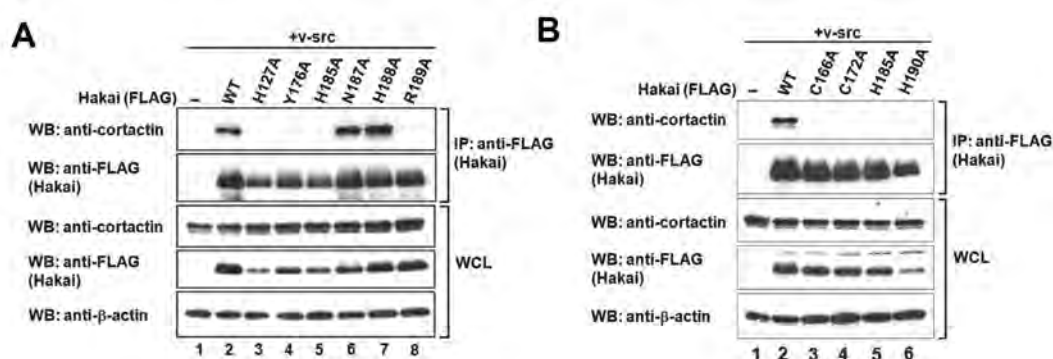 A
+v-src
Hakai (FLAG)
–
WT
H127A
Y176A
H185A
N187A
H188A
R189A
WB: anti-cortactin
WB: anti-FLAG
(Hakai)
IP: anti-FLAG
(Hakai)
WB: anti-cortactin
WB: anti-FLAG
(Hakai)
WB: anti-β-actin
WCL
1 2 3 4 5 6 7 8
B
+v-src
Hakai (FLAG)
–
WT
C166A
C172A
H185A
H190A
WB: anti-cortactin
WB: anti-FLAG
(Hakai)
IP: anti-FLAG
(Hakai)
WB: anti-cortactin
WB: anti-FLAG
(Hakai)
WB: anti-β-actin
WCL
1 2 3 4 5 6